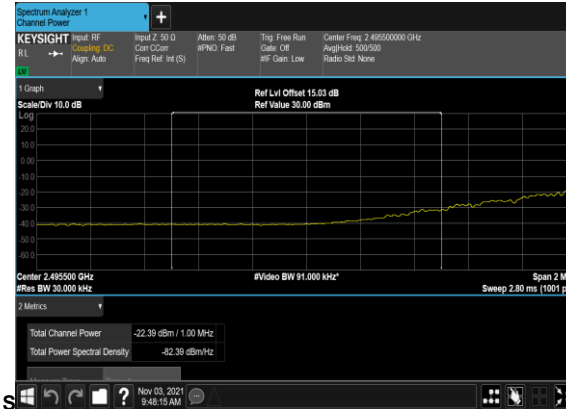 Spectrum Analyzer 1
Channel Power
+
KEYSIGHT
RL
Input: RF
Coupling: DC
Align: Auto
Input Z: 50 Ω
Corr CCorr
Freq Ref: Int (S)
Atten: 50 dB
#PNO: Fast
Trig: Free Run
Gate: Off
#IF Gain: Low
Center Freq: 2.495500000 GHz
Avg|Hold: 500/500
Radio Std: None
1 Graph
Scale/Div 10.0 dB
Ref Lvl Offset 15.03 dB
Ref Value 30.00 dBm
Log
20.0
10.0
0.00
-10.0
-20.0
-30.0
-40.0
-50.0
-60.0
Center 2.495500 GHz
#Res BW 30.000 kHz
#Video BW 91.000 kHz*
Span 2 M
Sweep 2.80 ms (1001 p
2 Metrics
Total Channel Power
-22.39 dBm / 1.00 MHz
Total Power Spectral Density
-82.39 dBm/Hz
S
?
Nov 03, 2021
9:48:15 AM